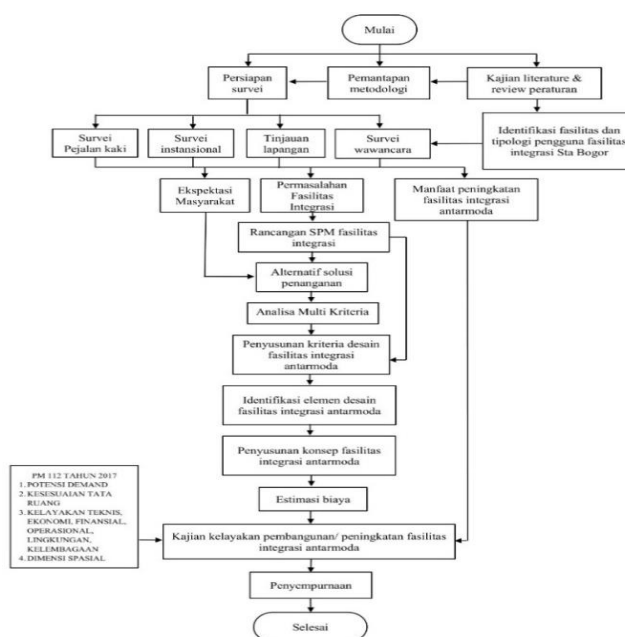 Mulai
Persiapan
survei
Pemantapan
metodologi
Kajian literature &
review peraturan
Survei
Pejalan kaki
Survei
instansional
Tinjauan
lapangan
Survei
wawancara
Identifikasi fasilitas dan
tipologi pengguna fasilitas
integrasi Sta Bogor
Ekspektasi
Masyarakat
Permasalahan
Fasilitas
Integrasi
Manfaat peningkatan
fasilitas integrasi
antarmoda
Rancangan SPM fasilitas
integrasi
Alternatif solusi
penanganan
Analisa Multi Kriteria
Penyusunan kriteria desain
fasilitas integrasi
antarmoda
Identifikasi elemen desain
fasilitas integrasi antarmoda
Penyusunan konsep fasilitas
integrasi antarmoda
Estimasi biaya
PM 112 TAHUN 2017
1. POTENSI DEMAND
2. KESESUAIAN TATA
RUANG
3. KELAYAKAN TEKNIS,
EKONOMI, FINANSIAL,
OPERASIONAL,
LINGKUNGAN,
KELEMBAGAAN
4. DIMENSI SPASIAL
Kajian kelayakan pembangunan/ peningkatan fasilitas
integrasi antarmoda
Penyempurnaan
Selesai